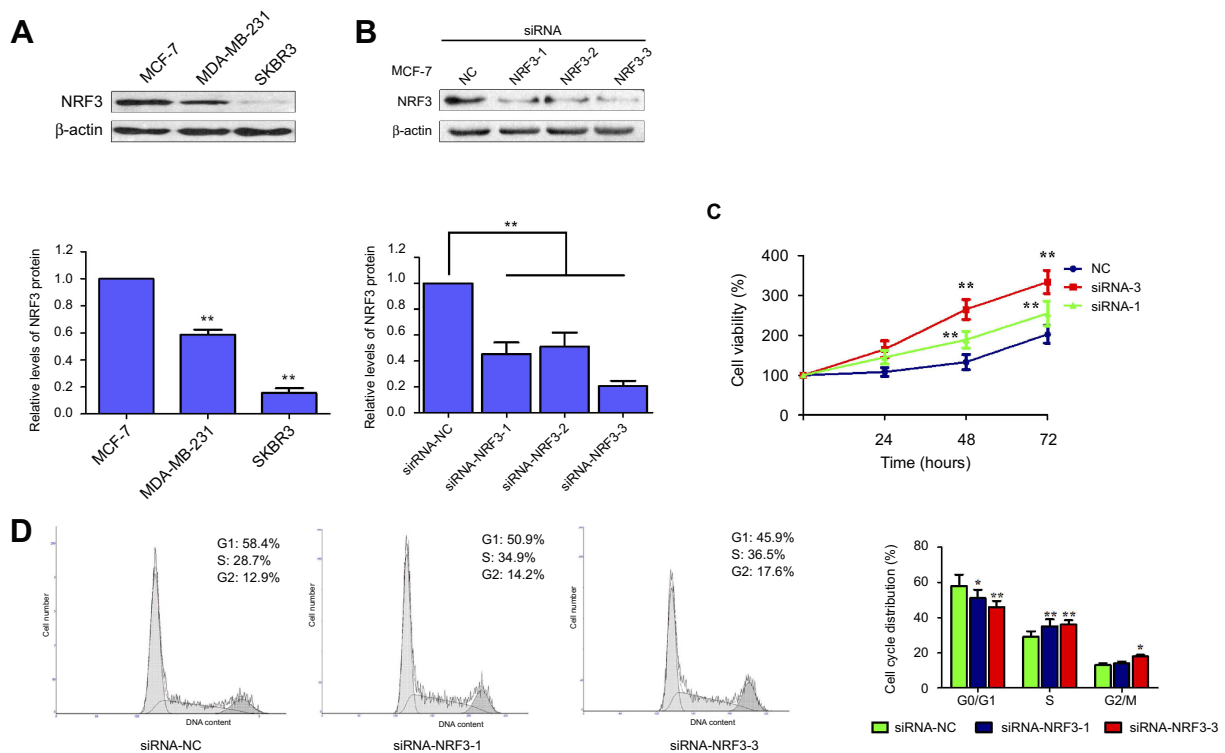 A
MCF-7
MDA-MB-231
SKBR3
NRF3
β-actin
Relative levels of NRF3 protein
1.2
1.0
0.8
0.6
0.4
0.2
0.0
**
**
MCF-7
MDA-MB-231
SKBR3
B
siRNA
MCF-7
NC
NRF3-1
NRF3-2
NRF3-3
NRF3
β-actin
Relative levels of NRF3 protein
1.2
1.0
0.8
0.6
0.4
0.2
0.0
**
sirRNA-NC
siRNA-NRF3-1
siRNA-NRF3-2
siRNA-NRF3-3
C
Cell viability (%)
400
300
200
100
0
**
**
**
**
24
48
72
Time (hours)
NC
siRNA-3
siRNA-1
D
Cell number
G1: 58.4%
S: 28.7%
G2: 12.9%
DNA content
siRNA-NC
Cell number
G1: 50.9%
S: 34.9%
G2: 14.2%
DNA content
siRNA-NRF3-1
Cell number
G1: 45.9%
S: 36.5%
G2: 17.6%
DNA content
siRNA-NRF3-3
Cell cycle distribution (%)
80
60
40
20
0
*
**
**
**
*
G0/G1
S
G2/M
siRNA-NC
siRNA-NRF3-1
siRNA-NRF3-3